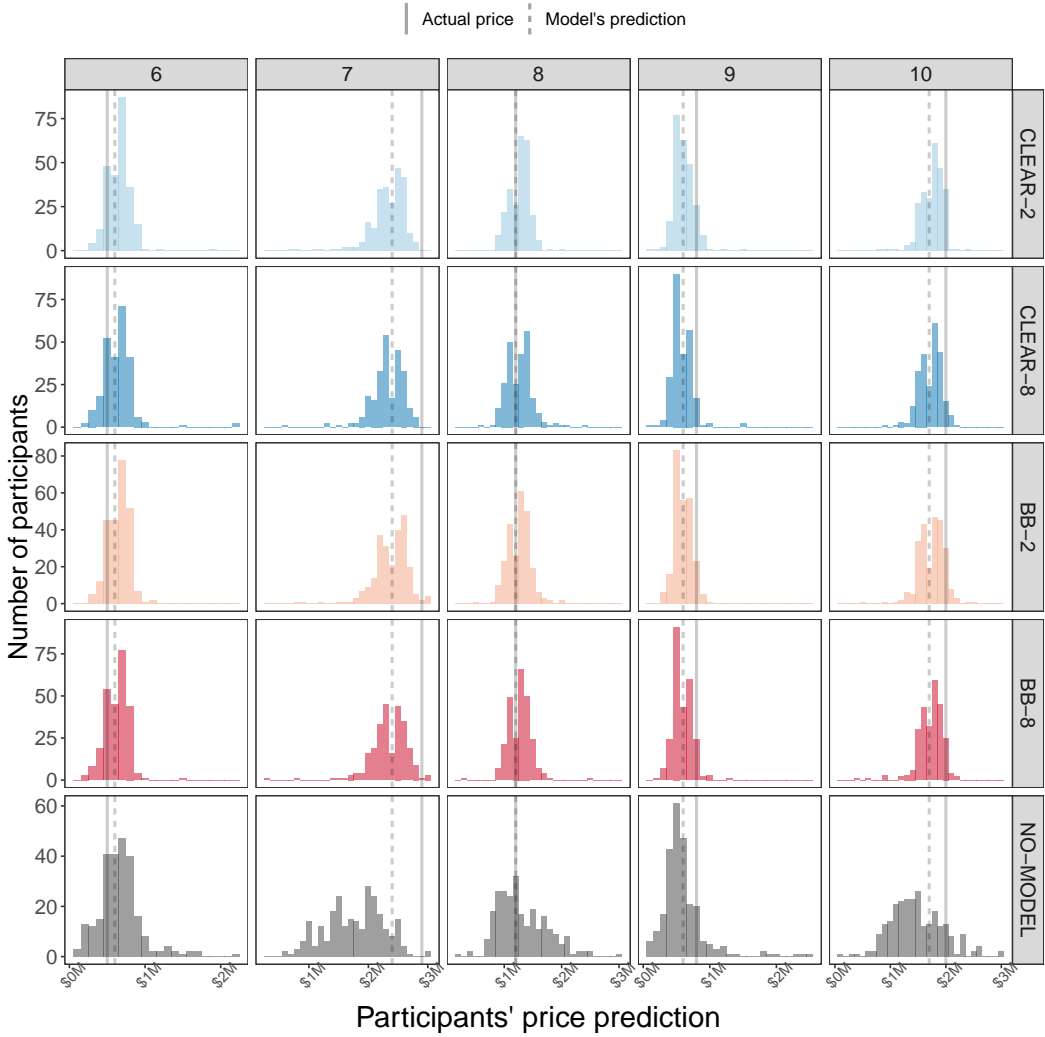 Actual price Model's prediction
6 7 8 9 10
CLEAR−2
75
50
25
0
CLEAR−8
75
50
25
0
BB−2
80
60
40
20
0
BB−8
75
50
25
0
NO−MODEL
60
40
20
0
Number of participants
$0M $1M $2M $1M $2M $3M $1M $2M $3M $0M $1M $2M $0M $1M $2M $3M
Participants' price prediction